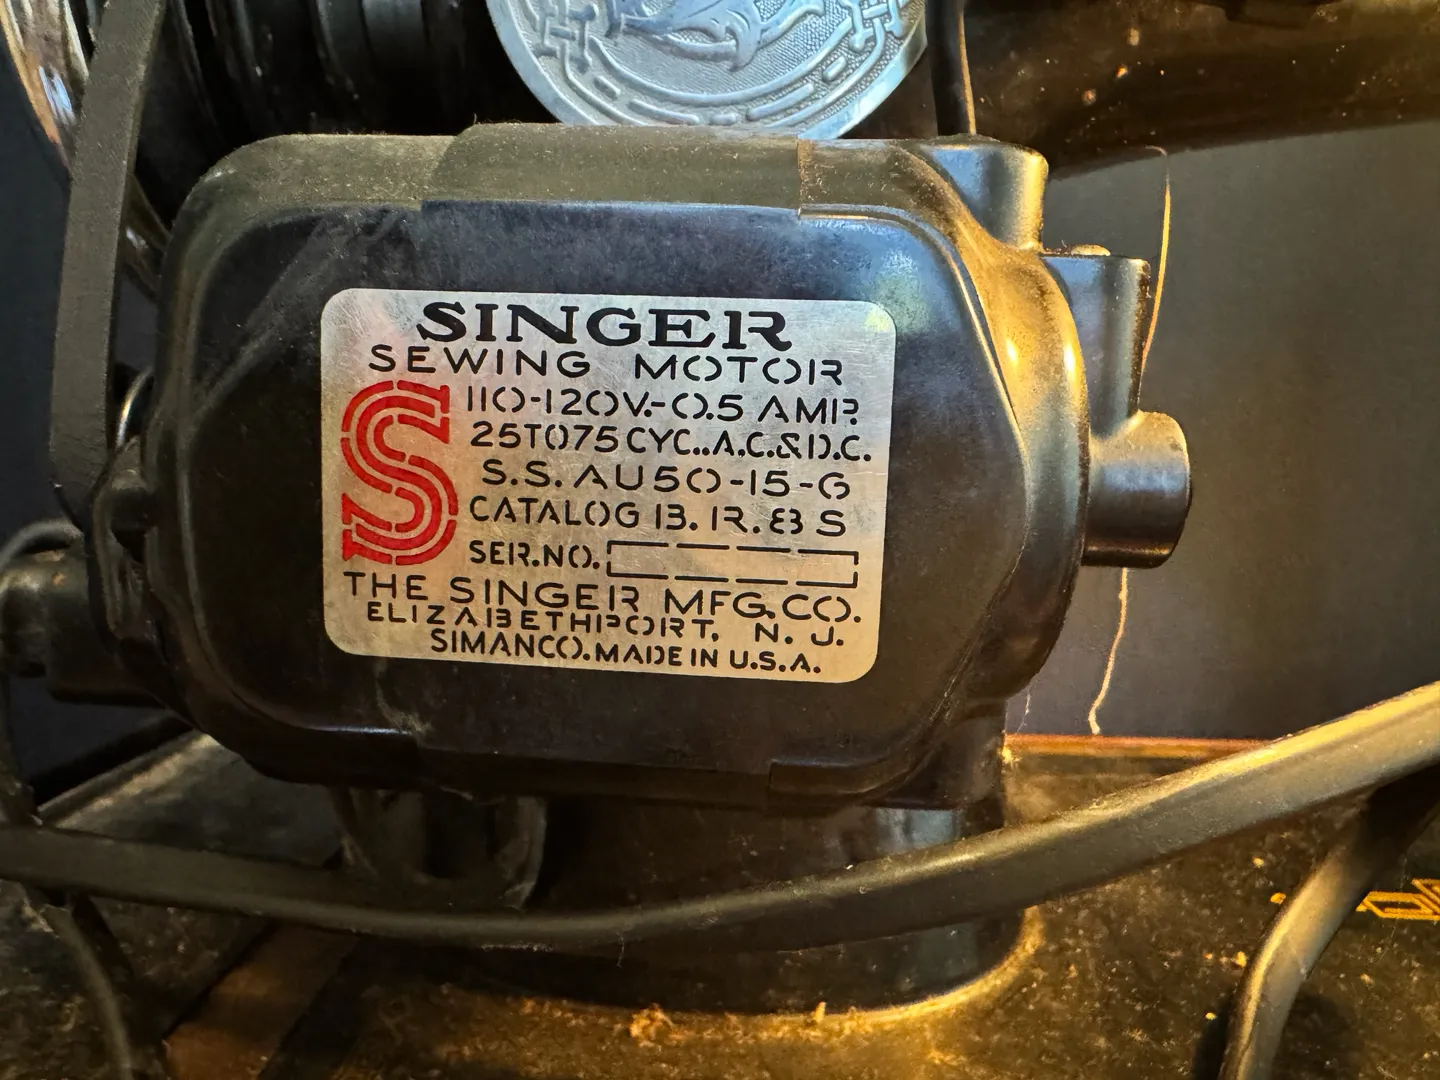 SINGER
SEWING MOTOR
S
110-120V.-0.5 AMP.
25TO75 CYC..A.C.&D.C.
S.S. AU50-15-G
CATALOG B.R.8 S
SER.NO.
THE SINGER MFG.CO.
ELIZABETHPORT, N. J.
SIMANCO.MADE IN U.S.A.